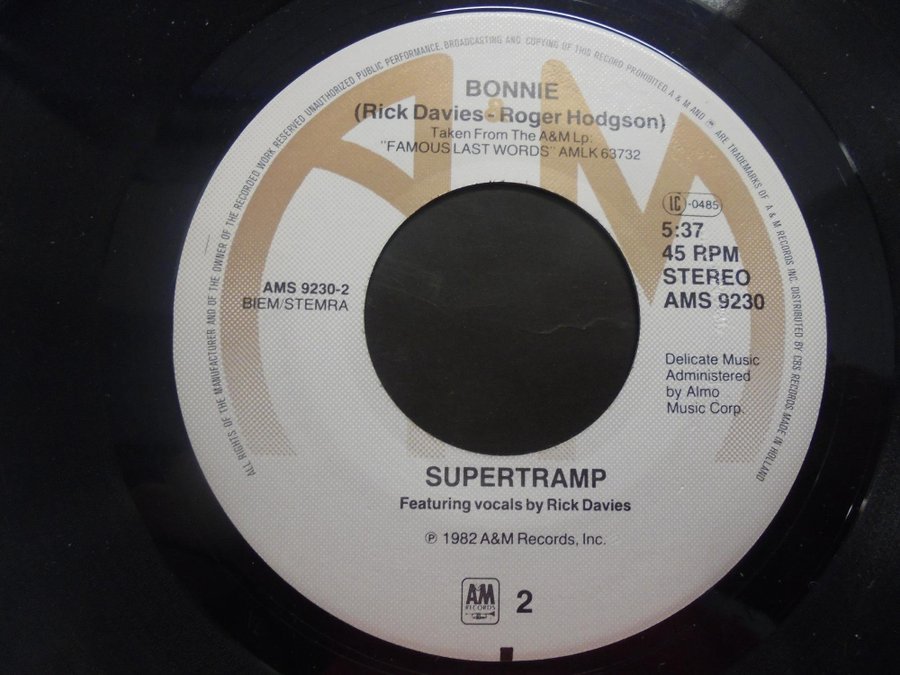 ALL RIGHTS OF THE MANUFACTURER AND OF THE OWNER OF THE RECORDED WORK RESERVED UNAUTHORIZED PUBLIC PERFORMANCE, BROADCASTING AND COPYING OF THIS RECORD PROHIBITED A & M AND ARE TRADEMARKS OF A & M RECORDS INC. DISTRIBUTED BY CBS RECORDS MADE IN HOLLAND
BONNIE
(Rick Davies - Roger Hodgson)
Taken From The A&M Lp:
"FAMOUS LAST WORDS" AMLK 63732
LC -0485
5:37
45 RPM
STEREO
AMS 9230
AMS 9230-2
BIEM/STEMRA
Delicate Music
Administered
by Almo
Music Corp.
SUPERTRAMP
Featuring vocals by Rick Davies
℗ 1982 A&M Records, Inc.
A&M
RECORDS
2